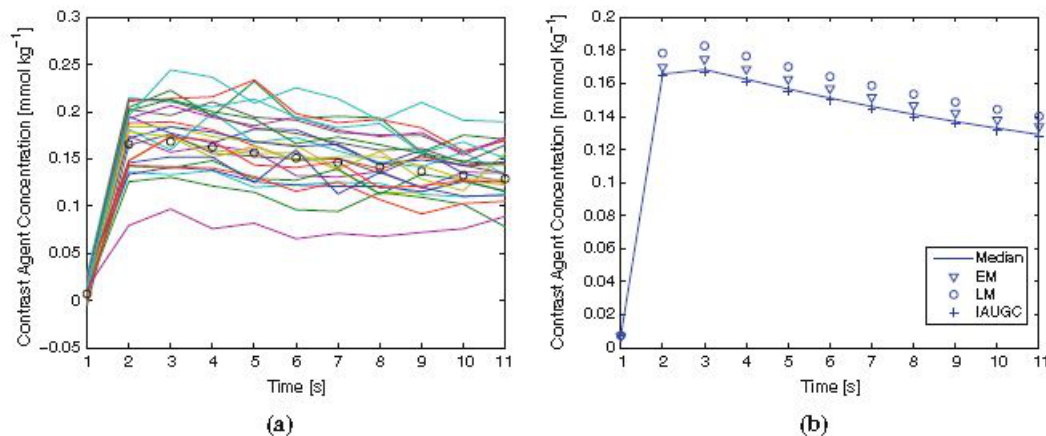 0.3
0.25
0.2
0.15
0.1
0.05
0
−0.05
Contrast Agent Concentration [mmol kg⁻¹]
1 2 3 4 5 6 7 8 9 10 11
Time [s]
(a)
0.2
0.18
0.16
0.14
0.12
0.1
0.08
0.06
0.04
0.02
0
Contrast Agent Concentration [mmol Kg⁻¹]
Median
EM
LM
IAUGC
1 2 3 4 5 6 7 8 9 10 11
Time [s]
(b)